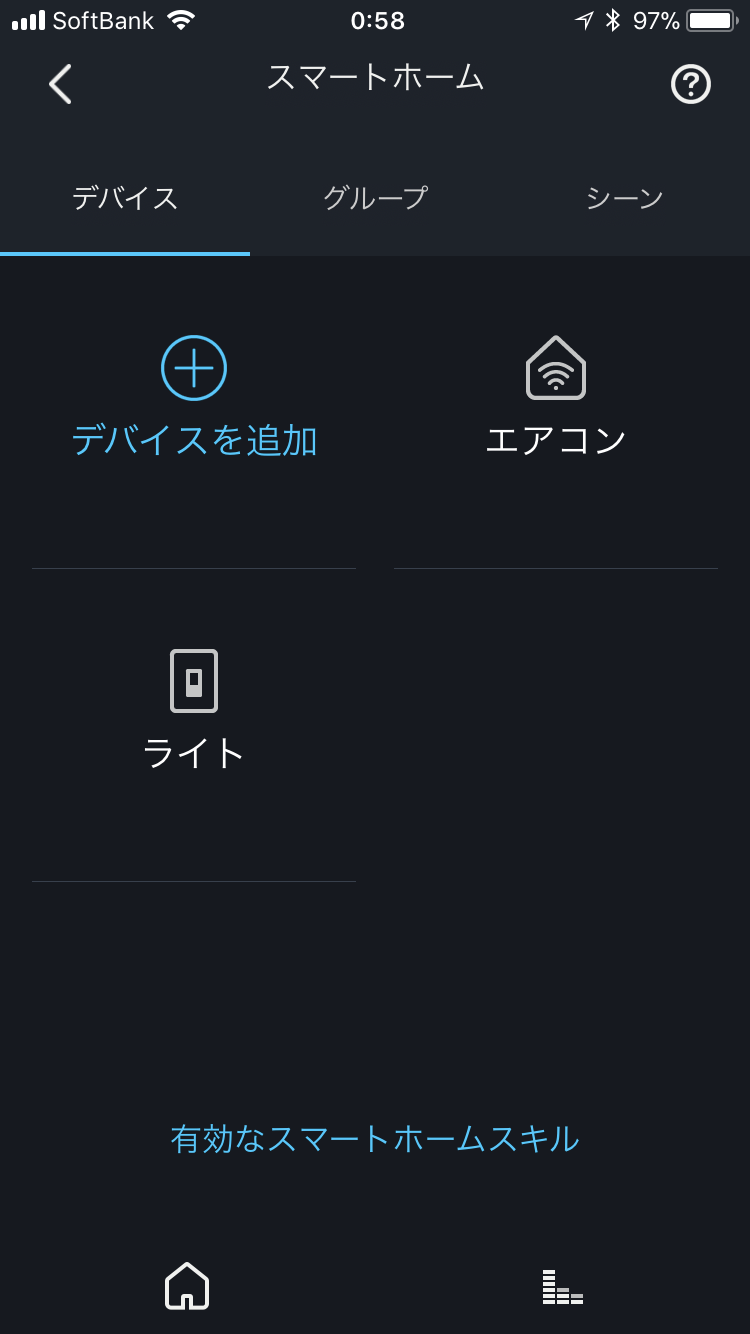 SoftBank 0:58 97%
スマートホーム
デバイス グループ シーン
デバイスを追加 エアコン
ライト
有効なスマートホームスキル